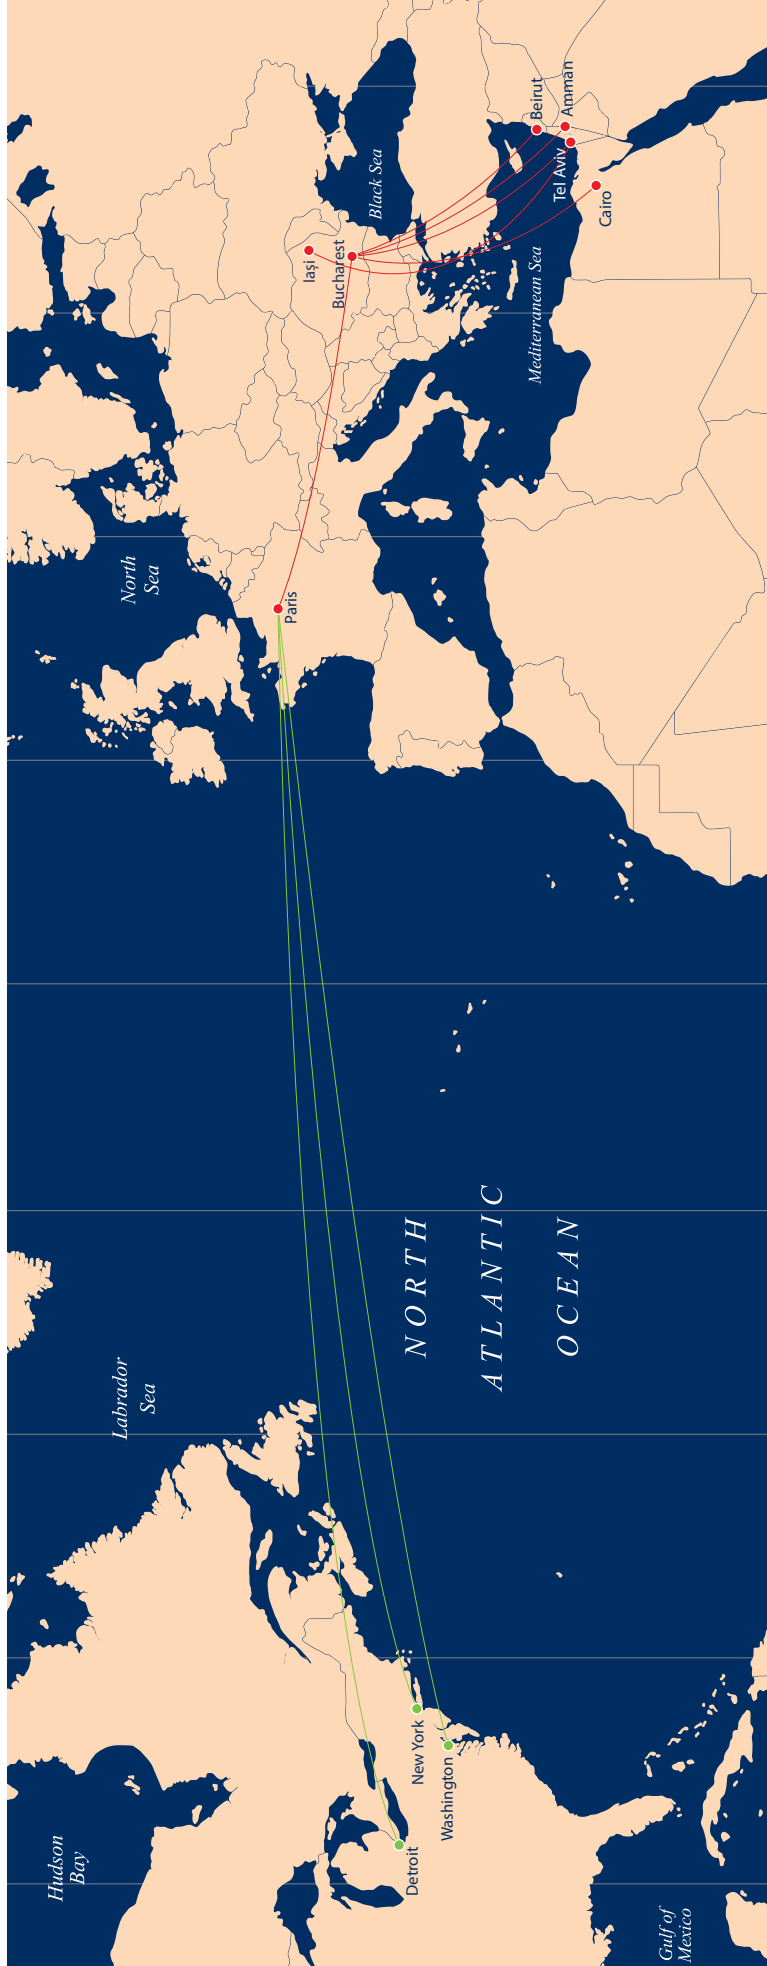 Hudson
Bay
Labrador
Sea
North
Sea
NORTH
ATLANTIC
OCEAN
Gulf of
Mexico
Detroit
Washington
New York
Paris
Iași
Bucharest
Black Sea
Mediterranean Sea
Beirut
Amman
Tel Aviv
Cairo